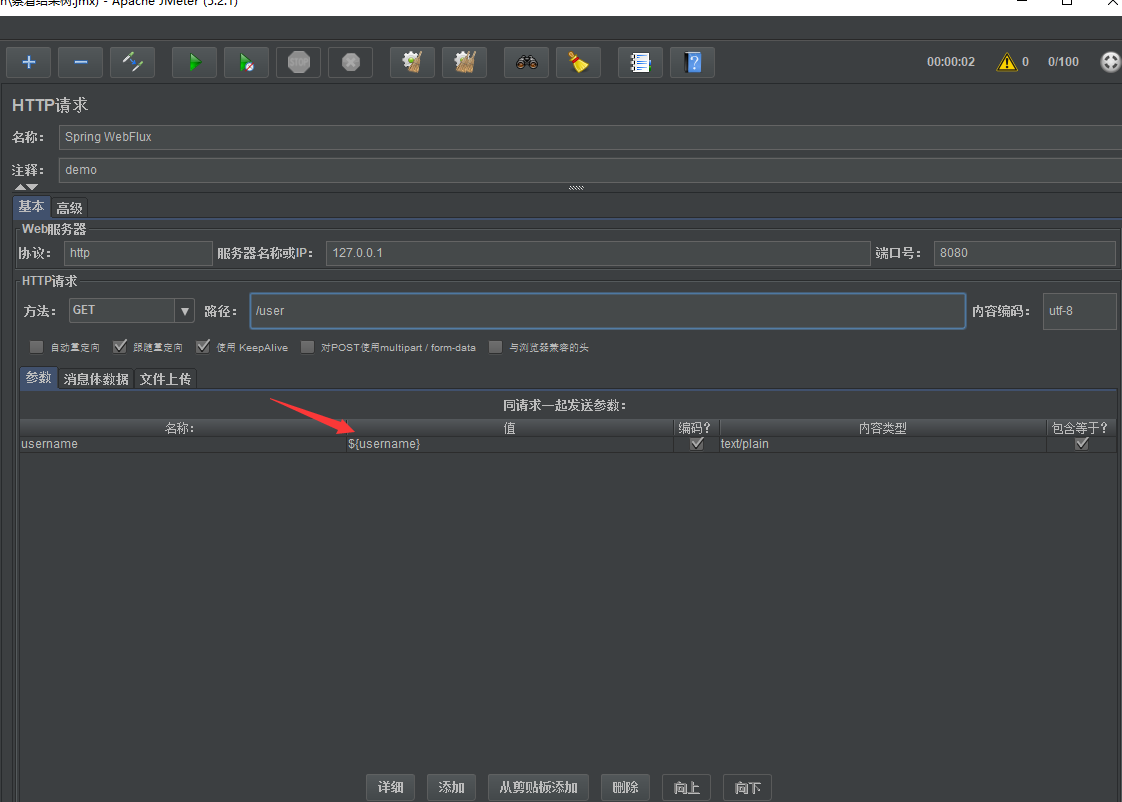 n\察看结果树.jmx) - Apache JMeter (5.2.1)
STOP
00:00:02 0 0/100
HTTP请求
名称： Spring WebFlux
注释： demo
基本 高级
Web服务器
协议： http 服务器名称或IP： 127.0.0.1 端口号： 8080
HTTP请求
方法： GET 路径： /user 内容编码： utf-8
自动重定向 跟随重定向 使用 KeepAlive 对POST使用multipart / form-data 与浏览器兼容的头
参数 消息体数据 文件上传
同请求一起发送参数：
名称： 值 编码？ 内容类型 包含等于？
username ${username} text/plain
详细 添加 从剪贴板添加 删除 向上 向下